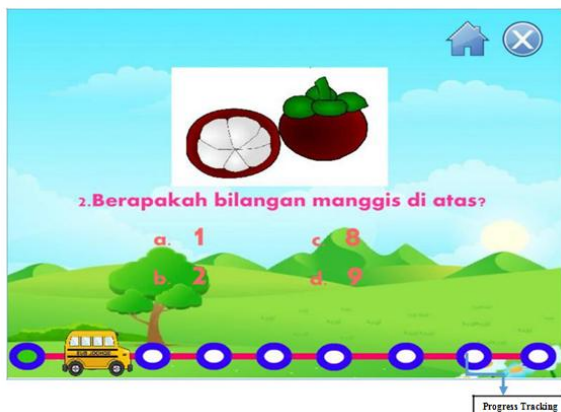 2.Berapakah bilangan manggis di atas?
a. 1
c. 8
b. 2
d. 9
Progress Tracking